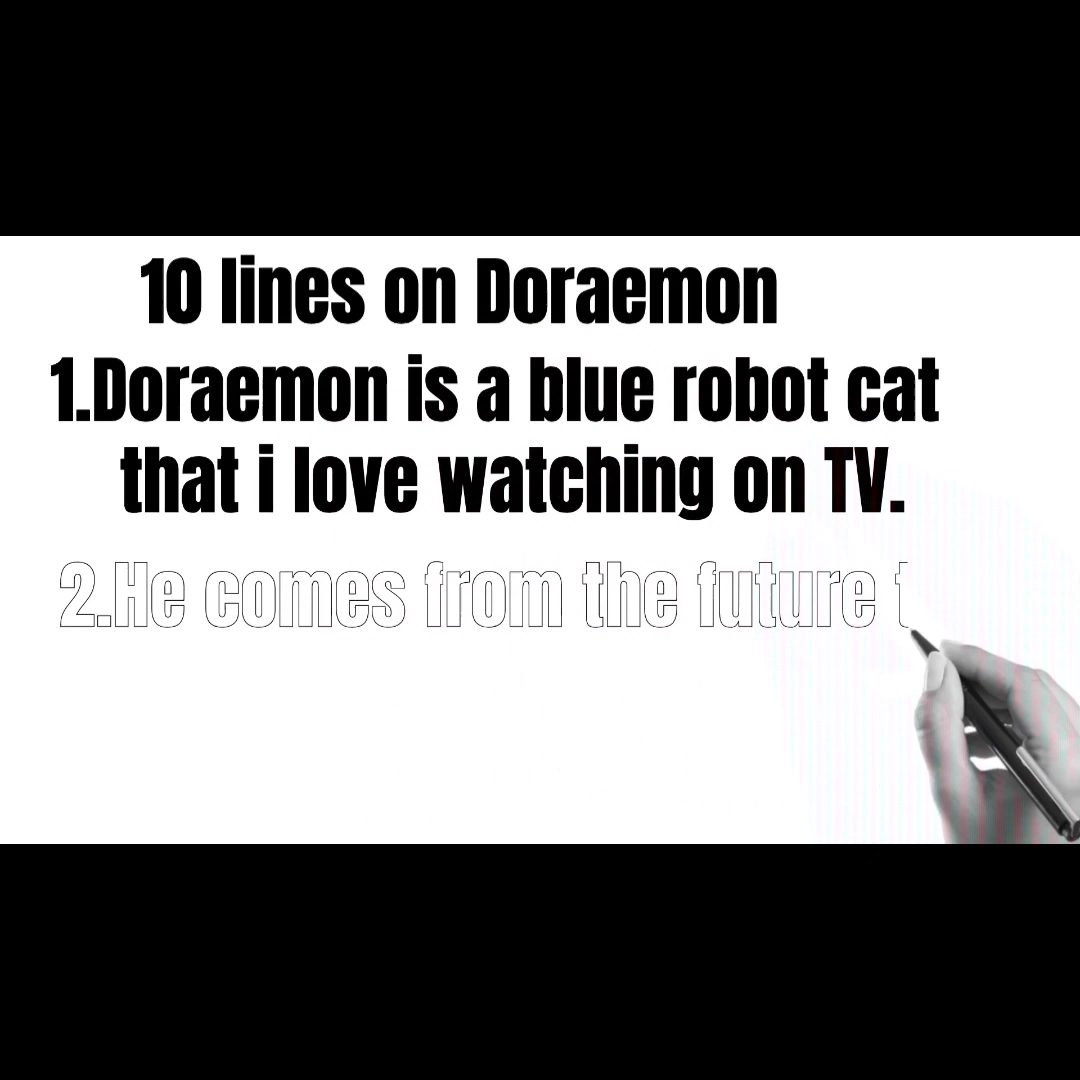 10 lines on Doraemon
1.Doraemon is a blue robot cat
that i love watching on TV.
2.He comes from the future